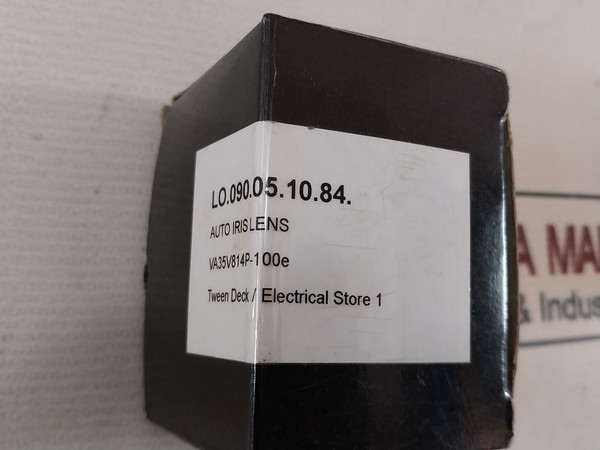 LO.090.05.10.84.
AUTO IRIS LENS
VA35V814P-100e
Tween Deck / Electrical Store 1
A MA
& Indus